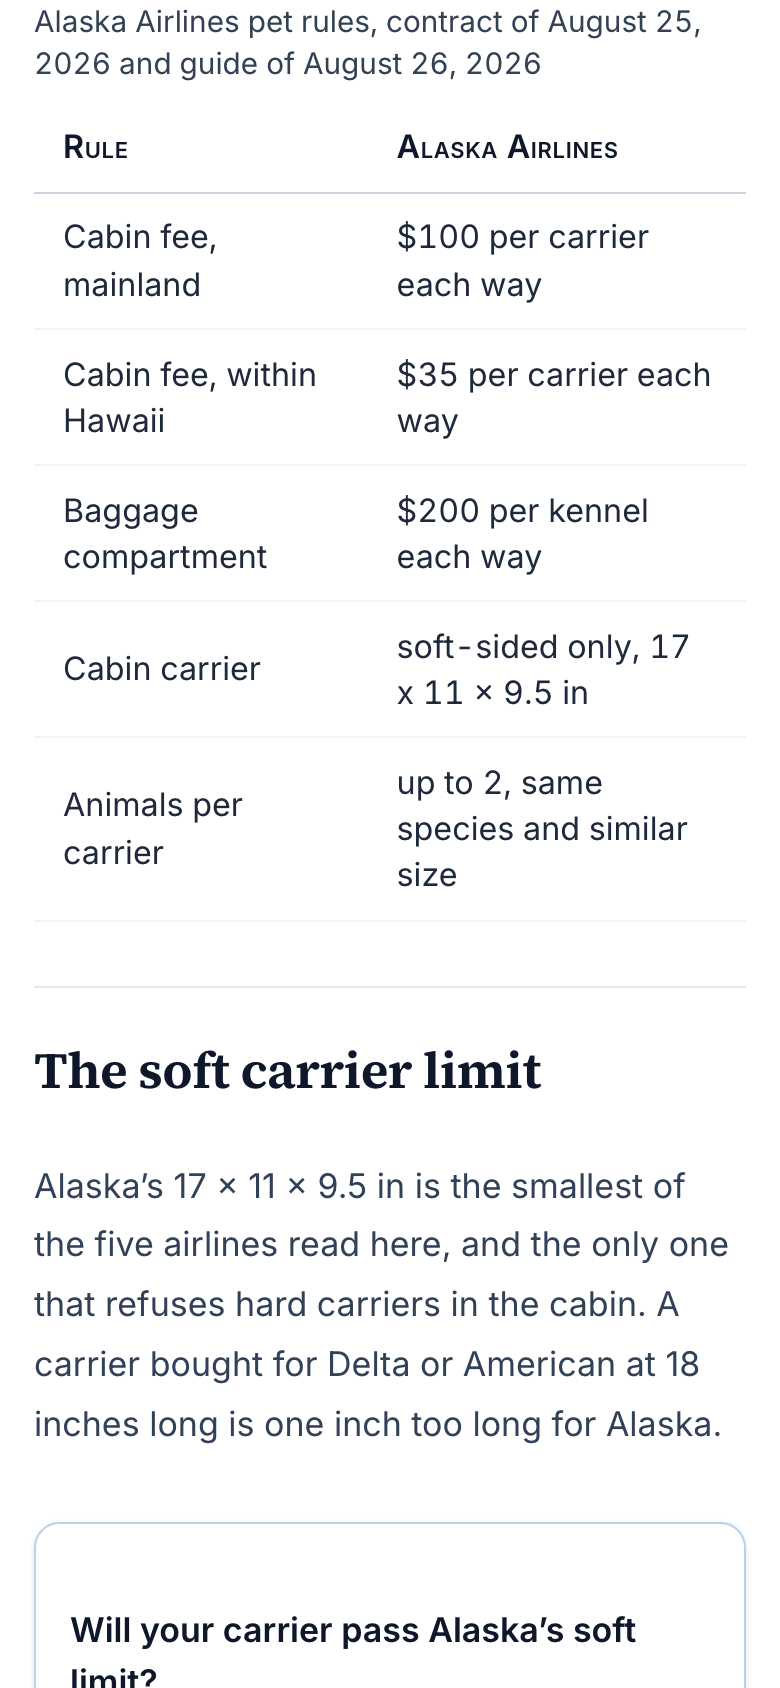 Alaska Airlines pet rules, contract of August 25,
2026 and guide of August 26, 2026
Rule Alaska Airlines
Cabin fee, mainland $100 per carrier each way
Cabin fee, within Hawaii $35 per carrier each way
Baggage compartment $200 per kennel each way
Cabin carrier soft-sided only, 17 x 11 × 9.5 in
Animals per carrier up to 2, same species and similar size
The soft carrier limit
Alaska’s 17 × 11 × 9.5 in is the smallest of
the five airlines read here, and the only one
that refuses hard carriers in the cabin. A
carrier bought for Delta or American at 18
inches long is one inch too long for Alaska.
Will your carrier pass Alaska’s soft
limit?